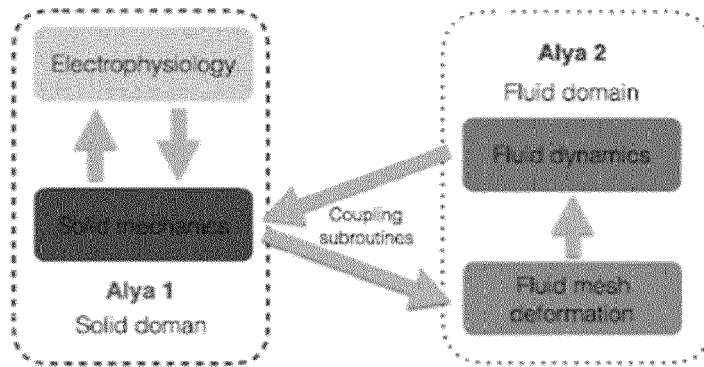 Electrophysiology
Solid mechanics
Alya 1
Solid doman
Coupling
subroutines
Alya 2
Fluid domain
Fluid dynamics
Fluid mesh
deformation